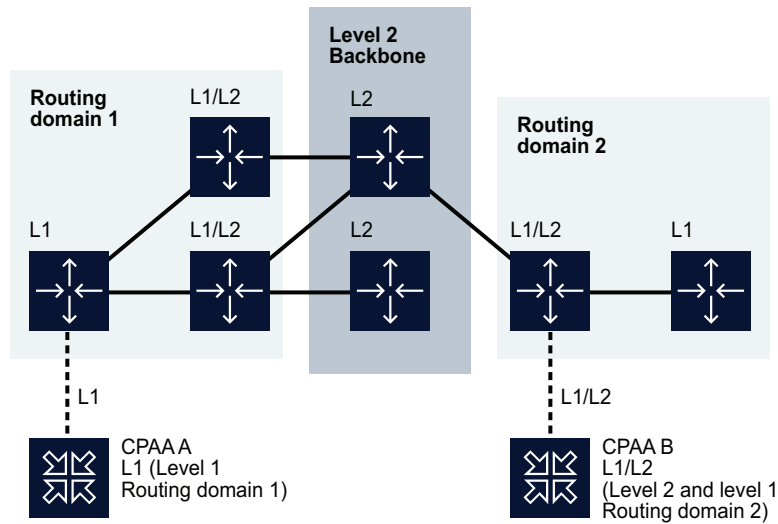 Level 2
Backbone
Routing
domain 1
L1/L2
L2
Routing
domain 2
L1
L1/L2
L2
L1/L2
L1
L1
L1/L2
CPAA A
L1 (Level 1
Routing domain 1)
CPAA B
L1/L2
(Level 2 and level 1
Routing domain 2)